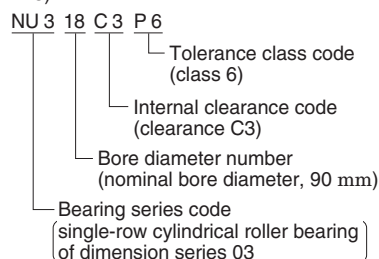 NU 3 18 C 3 P 6
Tolerance class code
(class 6)
Internal clearance code
(clearance C3)
Bore diameter number
(nominal bore diameter, 90 mm)
Bearing series code
(single-row cylindrical roller bearing
of dimension series 03)